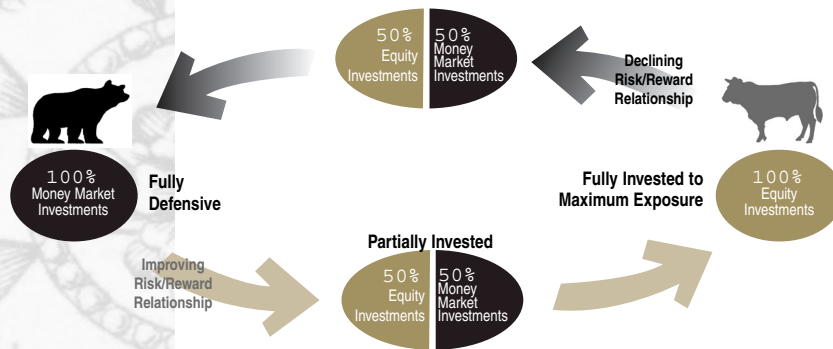 50%
Equity
Investments
50%
Money
Market
Investments
Declining
Risk/Reward
Relationship
100%
Money Market
Investments
Fully
Defensive
Fully Invested to
Maximum Exposure
100%
Equity
Investments
Improving
Risk/Reward
Relationship
Partially Invested
50%
Equity
Investments
50%
Money
Market
Investments